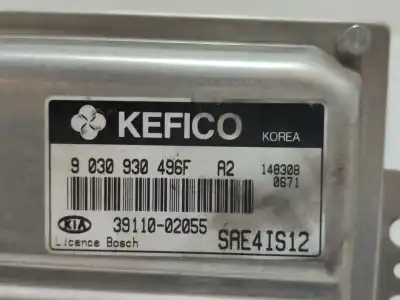 KEFICO KOREA
9 030 930 496F A2 148308
0671
KIA 39110-02055
Licence Bosch SAE4IS12